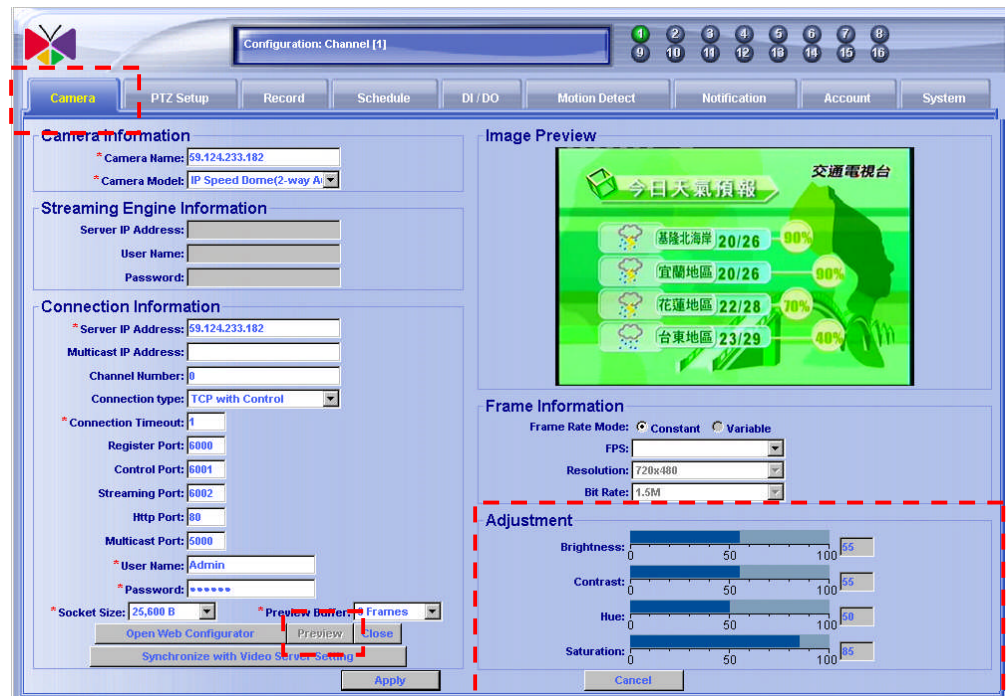 Configuration: Channel [1]
1 2 3 4 5 6 7 8
9 10 11 12 13 14 15 16
Camera PTZ Setup Record Schedule DI / DO Motion Detect Notification Account System
Camera Information
* Camera Name: 59.124.233.182
* Camera Model: IP Speed Dome(2-way Au
Streaming Engine Information
Server IP Address:
User Name:
Password:
Connection Information
* Server IP Address: 59.124.233.182
Multicast IP Address:
Channel Number: 0
Connection type: TCP with Control
* Connection Timeout: 1
Register Port: 6000
Control Port: 6001
Streaming Port: 6002
Http Port: 80
Multicast Port: 5000
* User Name: Admin
* Password: ••••••
* Socket Size: 25,600 B * Preview Buffer: Frames
Open Web Configurator Preview Close
Synchronize with Video Server Setting
Apply
Image Preview
交通電視台
今日天氣預報
基隆北海岸 20/26 90%
宜蘭地區 20/26 90%
花蓮地區 22/28 70%
台東地區 23/29 40%
Frame Information
Frame Rate Mode: Constant Variable
FPS:
Resolution: 720x480
Bit Rate: 1.5M
Adjustment
Brightness: 0 50 100 55
Contrast: 0 50 100 55
Hue: 0 50 100 50
Saturation: 0 50 100 85
Cancel